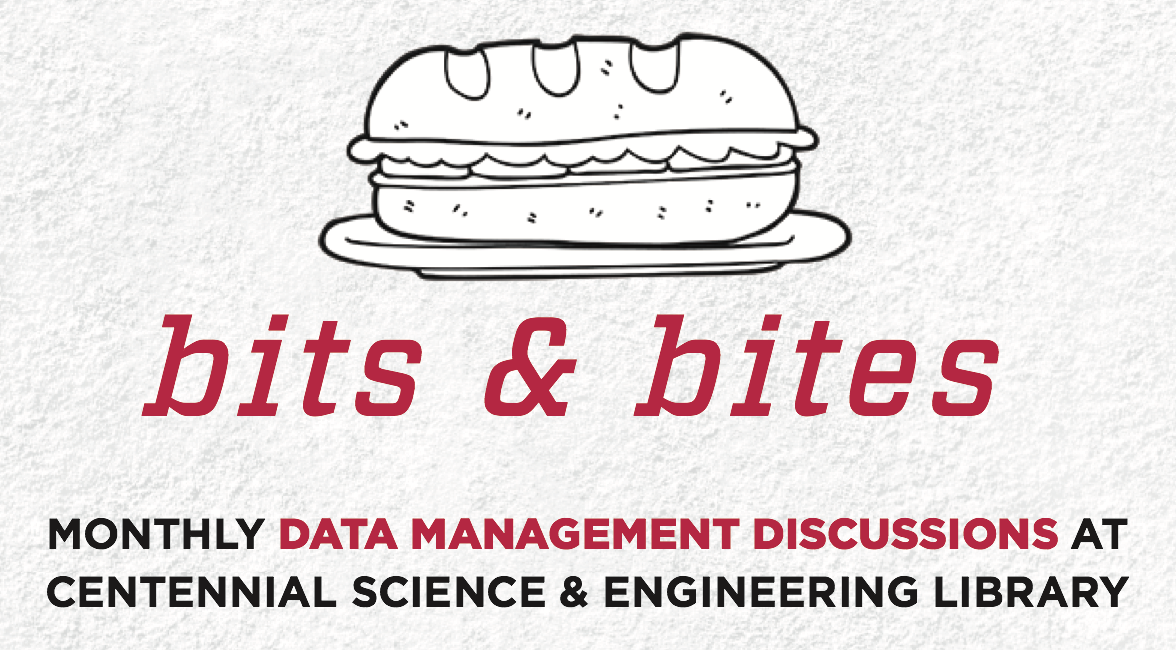 bits & bites
MONTHLY DATA MANAGEMENT DISCUSSIONS AT
CENTENNIAL SCIENCE & ENGINEERING LIBRARY